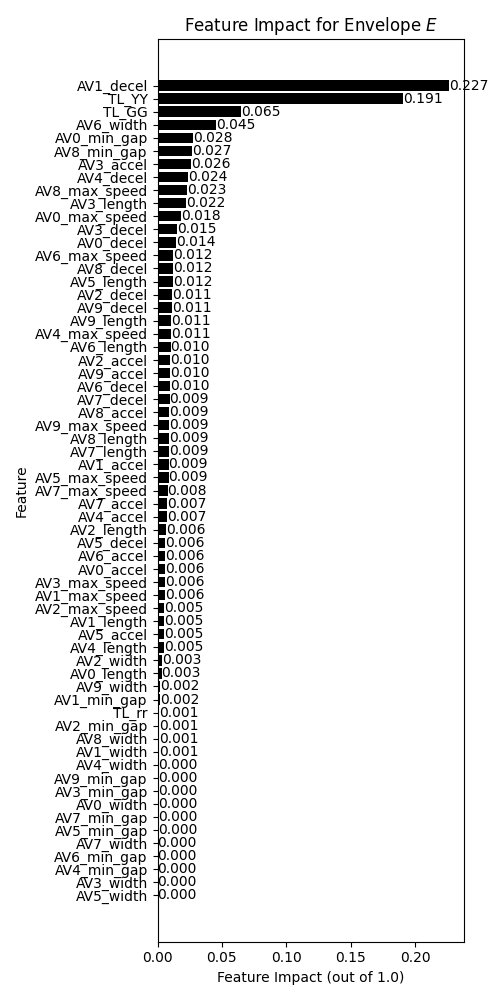 Feature Impact for Envelope E
AV1_decel 0.227
TL_YY 0.191
TL_GG 0.065
AV6_width 0.045
AV0_min_gap 0.028
AV8_min_gap 0.027
AV3_accel 0.026
AV4_decel 0.024
AV8_max_speed 0.023
AV3_length 0.022
AV0_max_speed 0.018
AV3_decel 0.015
AV0_decel 0.014
AV6_max_speed 0.012
AV8_decel 0.012
AV5_length 0.012
AV2_decel 0.011
AV9_decel 0.011
AV9_length 0.011
AV4_max_speed 0.011
AV6_length 0.010
AV2_accel 0.010
AV9_accel 0.010
AV6_decel 0.010
AV7_decel 0.009
AV8_accel 0.009
AV9_max_speed 0.009
AV8_length 0.009
AV7_length 0.009
AV1_accel 0.009
AV5_max_speed 0.009
AV7_max_speed 0.008
AV7_accel 0.007
AV4_accel 0.007
AV2_length 0.006
AV5_decel 0.006
AV6_accel 0.006
AV0_accel 0.006
AV3_max_speed 0.006
AV1_max_speed 0.006
AV2_max_speed 0.005
AV1_length 0.005
AV5_accel 0.005
AV4_length 0.005
AV2_width 0.003
AV0_length 0.003
AV9_width 0.002
AV1_min_gap 0.002
TL_rr 0.001
AV2_min_gap 0.001
AV8_width 0.001
AV1_width 0.001
AV4_width 0.000
AV9_min_gap 0.000
AV3_min_gap 0.000
AV0_width 0.000
AV7_min_gap 0.000
AV5_min_gap 0.000
AV7_width 0.000
AV6_min_gap 0.000
AV4_min_gap 0.000
AV3_width 0.000
AV5_width 0.000
Feature
0.00 0.05 0.10 0.15 0.20
Feature Impact (out of 1.0)